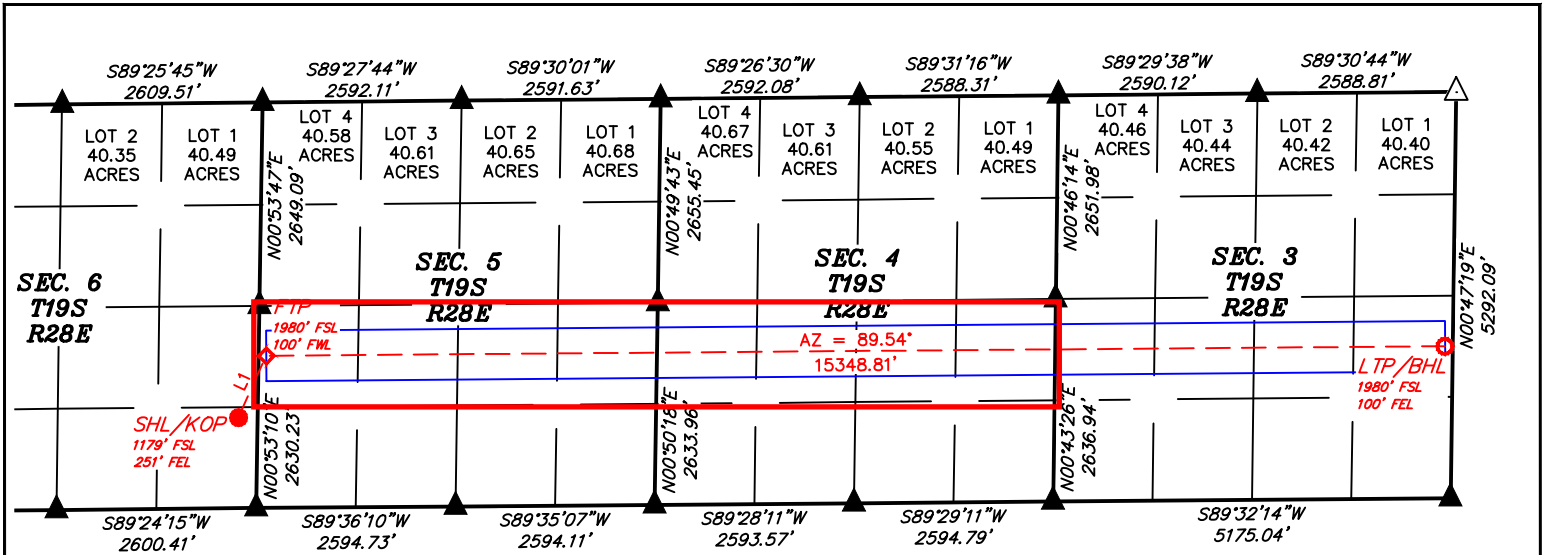 S89°25'45"W
2609.51'
S89°27'44"W
2592.11'
S89°30'01"W
2591.63'
S89°26'30"W
2592.08'
S89°31'16"W
2588.31'
S89°29'38"W
2590.12'
S89°30'44"W
2588.81'
LOT 2
40.35
ACRES
LOT 1
40.49
ACRES
LOT 4
40.58
ACRES
LOT 3
40.61
ACRES
LOT 2
40.65
ACRES
LOT 1
40.68
ACRES
LOT 4
40.67
ACRES
LOT 3
40.61
ACRES
LOT 2
40.55
ACRES
LOT 1
40.49
ACRES
LOT 4
40.46
ACRES
LOT 3
40.44
ACRES
LOT 2
40.42
ACRES
LOT 1
40.40
ACRES
N00°53'47"E
2649.09'
N00°49'43"E
2655.45'
N00°46'14"E
2651.98'
N00°47'19"E
5292.09'
SEC. 6
T19S
R28E
SEC. 5
T19S
R28E
SEC. 4
T19S
R28E
SEC. 3
T19S
R28E
FTP
1980' FSL
100' FWL
AZ = 89.54°
15348.81'
L1
LTP/BHL
1980' FSL
100' FEL
SHL/KOP
1179' FSL
251' FEL
N00°53'10"E
2630.23'
N00°50'18"E
2633.96'
N00°43'26"E
2636.94'
S89°24'15"W
2600.41'
S89°36'10"W
2594.73'
S89°35'07"W
2594.11'
S89°28'11"W
2593.57'
S89°29'11"W
2594.79'
S89°32'14"W
5175.04'